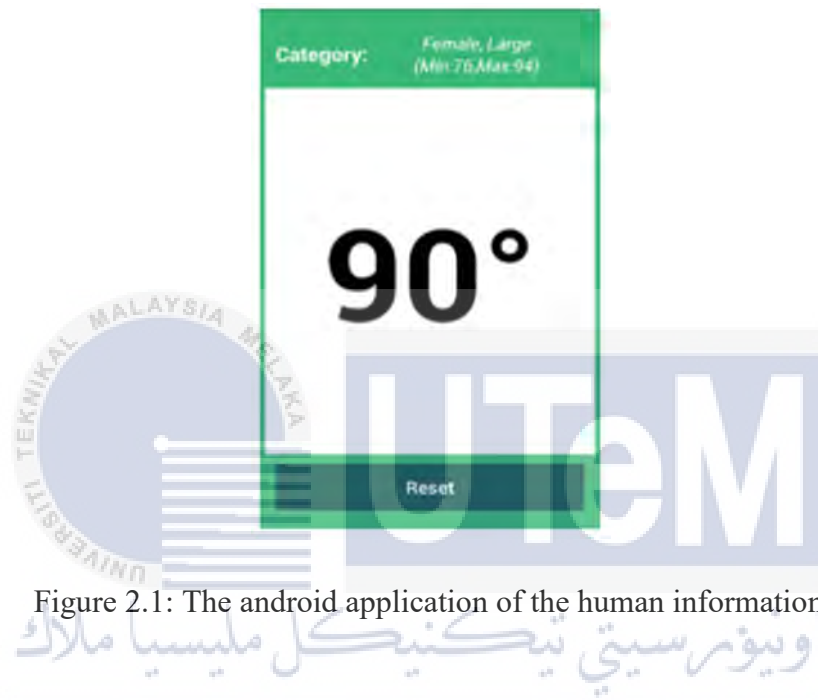 Category:
Female, Large
(Min:76,Max:94)
90°
Reset
UNIVERSITI TEKNIKAL MALAYSIA MELAKA
UTeM
Figure 2.1: The android application of the human information
اونيورسيتي تيكنيكل مليسيا ملاك